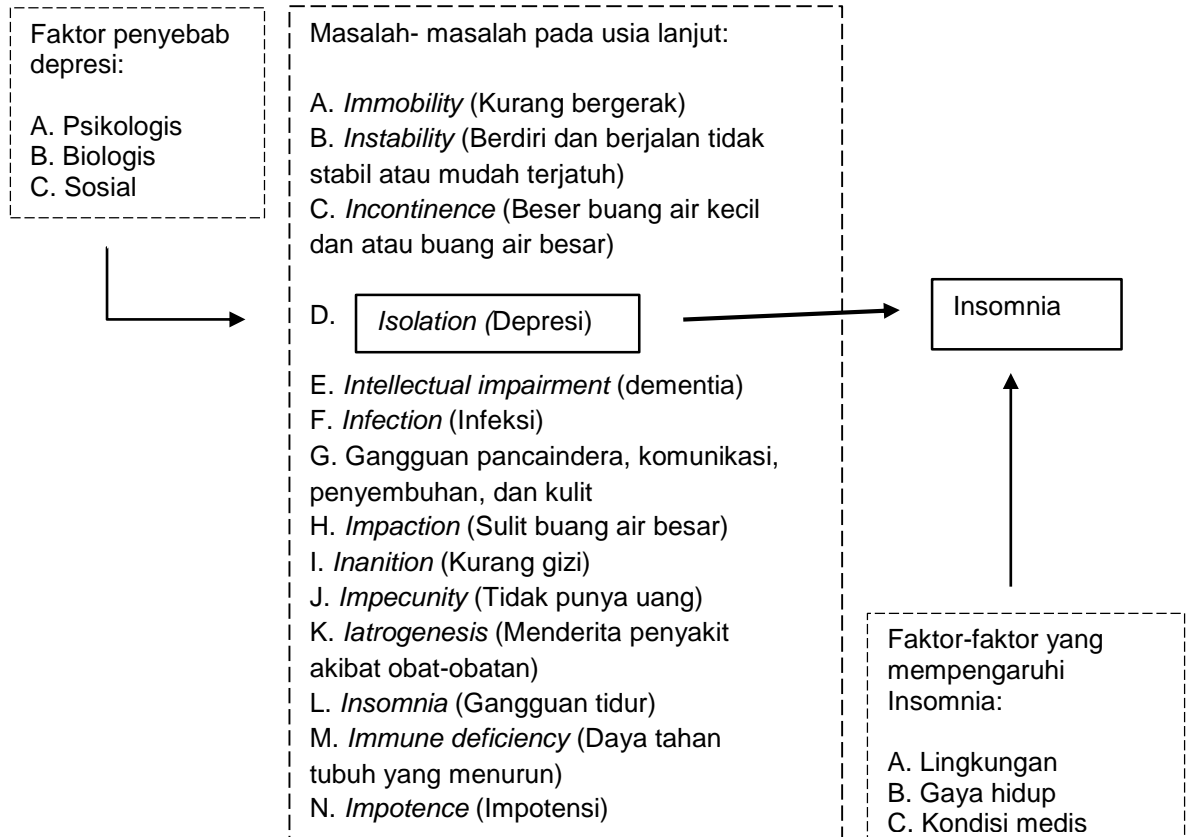 Faktor penyebab
depresi:
A. Psikologis
B. Biologis
C. Sosial
Masalah- masalah pada usia lanjut:
A. Immobility (Kurang bergerak)
B. Instability (Berdiri dan berjalan tidak
stabil atau mudah terjatuh)
C. Incontinence (Beser buang air kecil
dan atau buang air besar)
D. Isolation (Depresi)
E. Intellectual impairment (dementia)
F. Infection (Infeksi)
G. Gangguan pancaindera, komunikasi,
penyembuhan, dan kulit
H. Impaction (Sulit buang air besar)
I. Inanition (Kurang gizi)
J. Impecunity (Tidak punya uang)
K. Iatrogenesis (Menderita penyakit
akibat obat-obatan)
L. Insomnia (Gangguan tidur)
M. Immune deficiency (Daya tahan
tubuh yang menurun)
N. Impotence (Impotensi)
Insomnia
Faktor-faktor yang
mempengaruhi
Insomnia:
A. Lingkungan
B. Gaya hidup
C. Kondisi medis